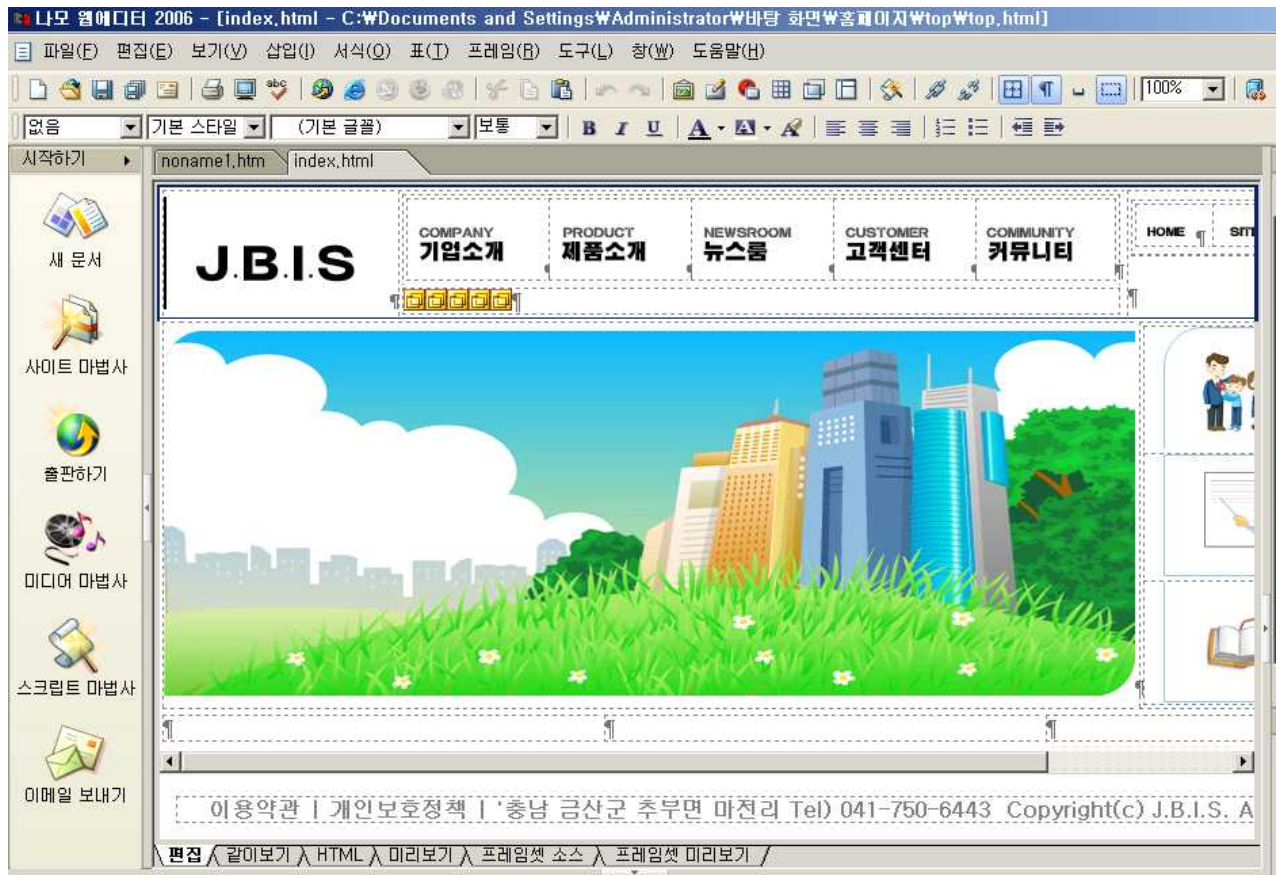 나모 웹에디터 2006 - [index.html - C:₩Documents and Settings₩Administrator₩바탕 화면₩홈페이지₩top₩top.html]
파일(F) 편집(E) 보기(V) 삽입(I) 서식(O) 표(T) 프레임(R) 도구(L) 창(W) 도움말(H)
abc 100%
없음 기본 스타일 (기본 글꼴) 보통 B I U A
시작하기 noname1.htm index.html
새 문서
사이트 마법사
출판하기
미디어 마법사
스크립트 마법사
이메일 보내기
J.B.I.S
COMPANY
기업소개
PRODUCT
제품소개
NEWSROOM
뉴스룸
CUSTOMER
고객센터
COMMUNITY
커뮤니티
HOME
이용약관 | 개인보호정책 | '충남 금산군 추부면 마전리 Tel) 041-750-6443 Copyright(c) J.B.I.S. A
편집 같이보기 HTML 미리보기 프레임셋 소스 프레임셋 미리보기